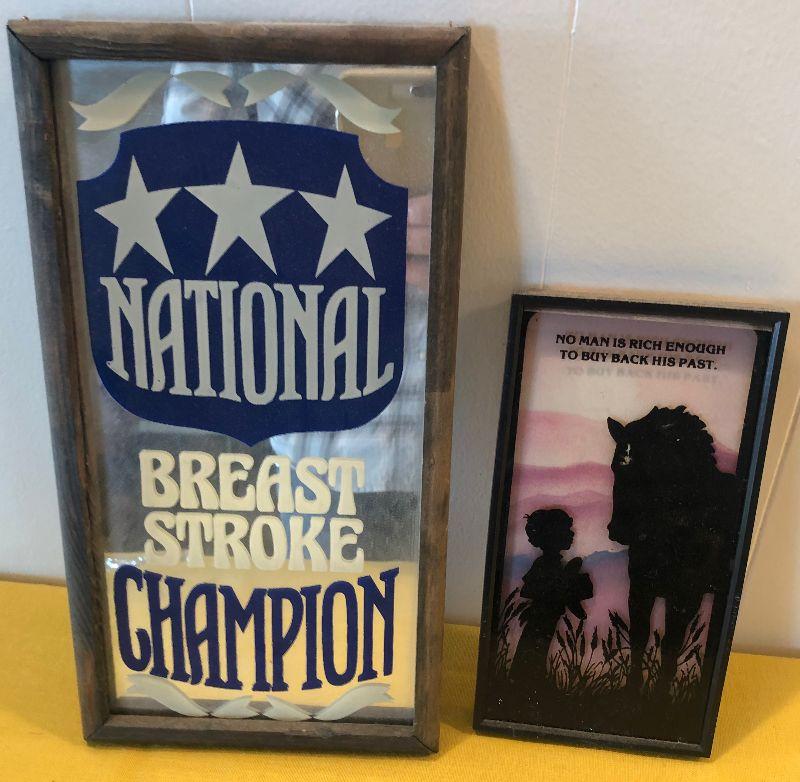 NATIONAL
BREAST
STROKE
CHAMPION
NO MAN IS RICH ENOUGH
TO BUY BACK HIS PAST.